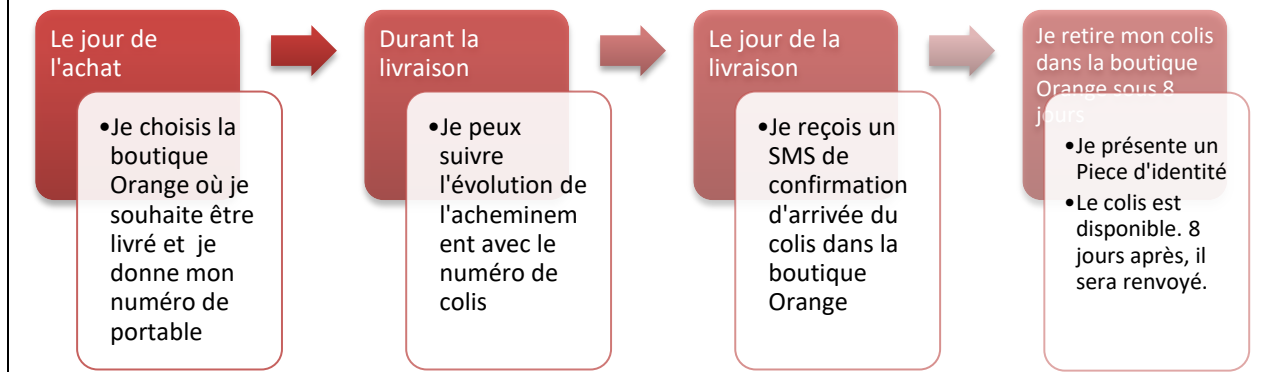 Le jour de
l'achat
•Je choisis la
boutique
Orange où je
souhaite être
livré et je
donne mon
numéro de
portable
Durant la
livraison
•Je peux
suivre
l'évolution de
l'acheminem
ent avec le
numéro de
colis
Le jour de la
livraison
•Je reçois un
SMS de
confirmation
d'arrivée du
colis dans la
boutique
Orange
Je retire mon colis
dans la boutique
Orange sous 8
jours
•Je présente un
Piece d'identité
•Le colis est
disponible. 8
jours après, il
sera renvoyé.